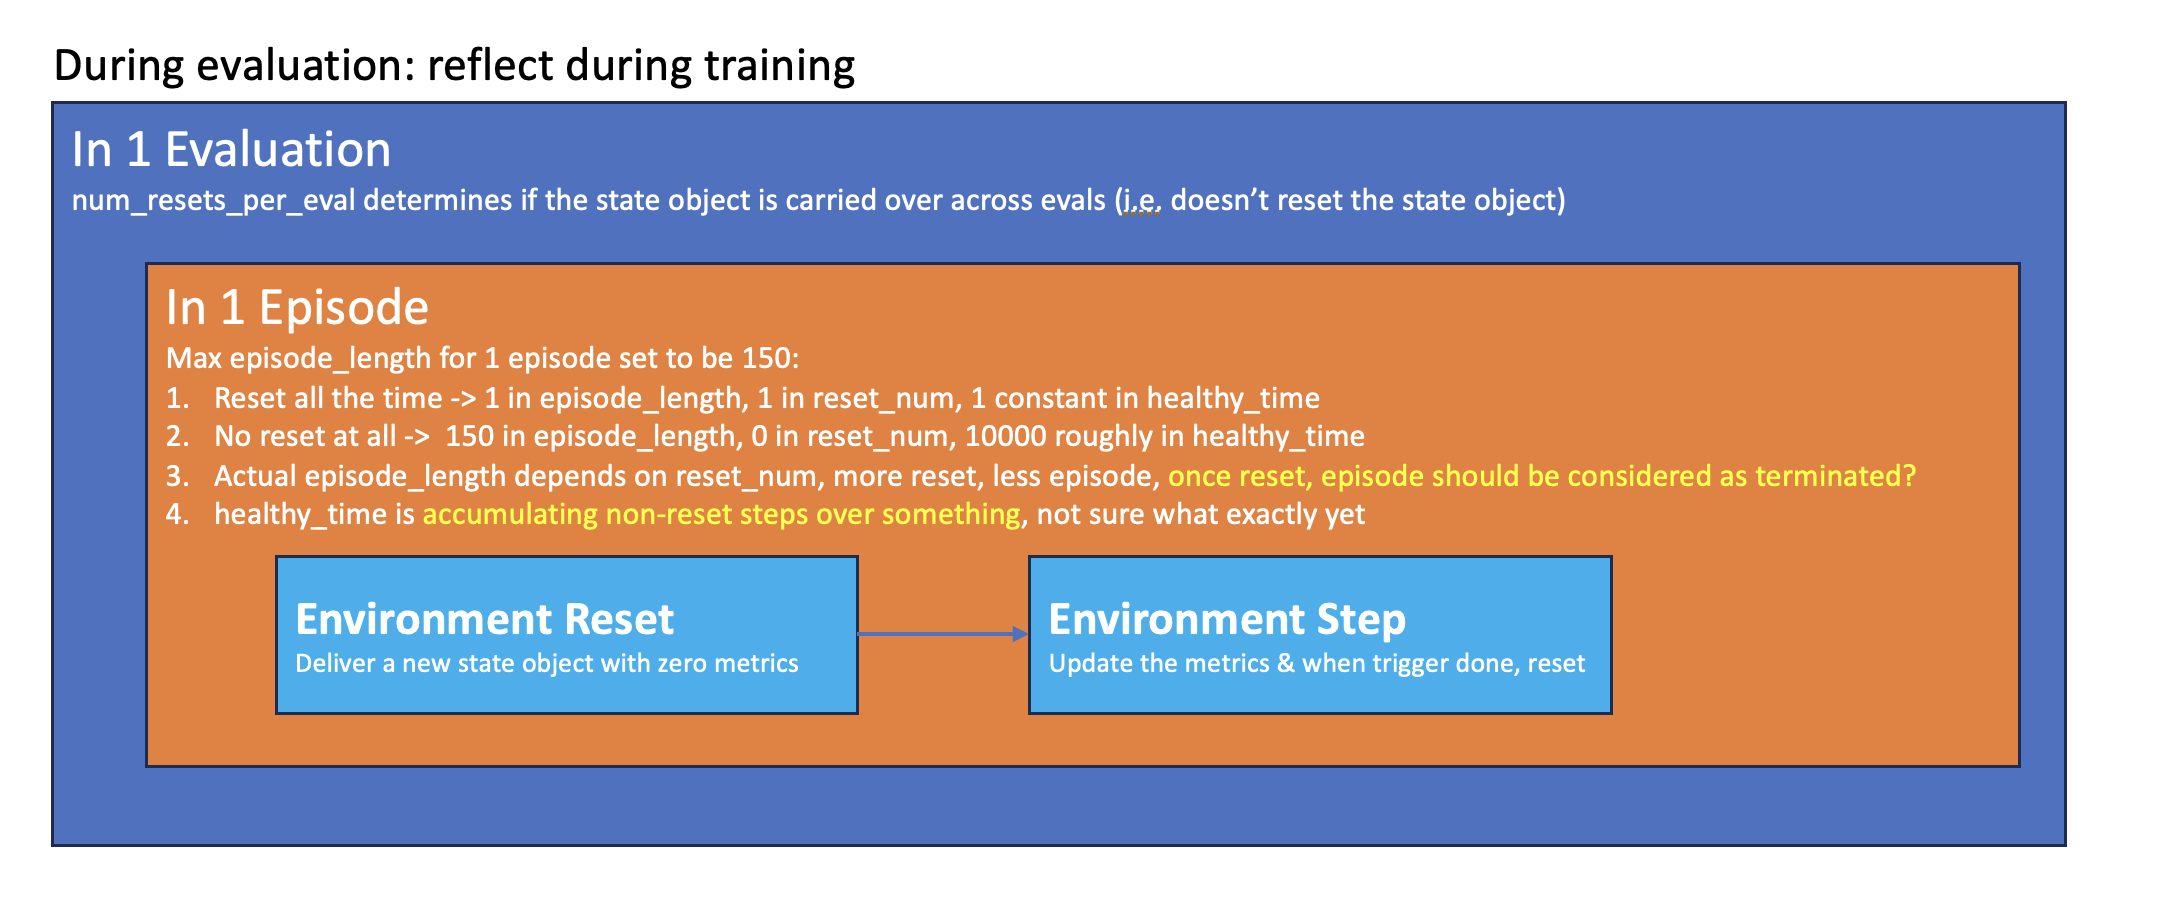 During evaluation: reflect during training
In 1 Evaluation
num_resets_per_eval determines if the state object is carried over across evals (i.e. doesn’t reset the state object)
In 1 Episode
Max episode_length for 1 episode set to be 150:
1. Reset all the time -> 1 in episode_length, 1 in reset_num, 1 constant in healthy_time
2. No reset at all -> 150 in episode_length, 0 in reset_num, 10000 roughly in healthy_time
3. Actual episode_length depends on reset_num, more reset, less episode, once reset, episode should be considered as terminated?
4. healthy_time is accumulating non-reset steps over something, not sure what exactly yet
Environment Reset
Deliver a new state object with zero metrics
Environment Step
Update the metrics & when trigger done, reset